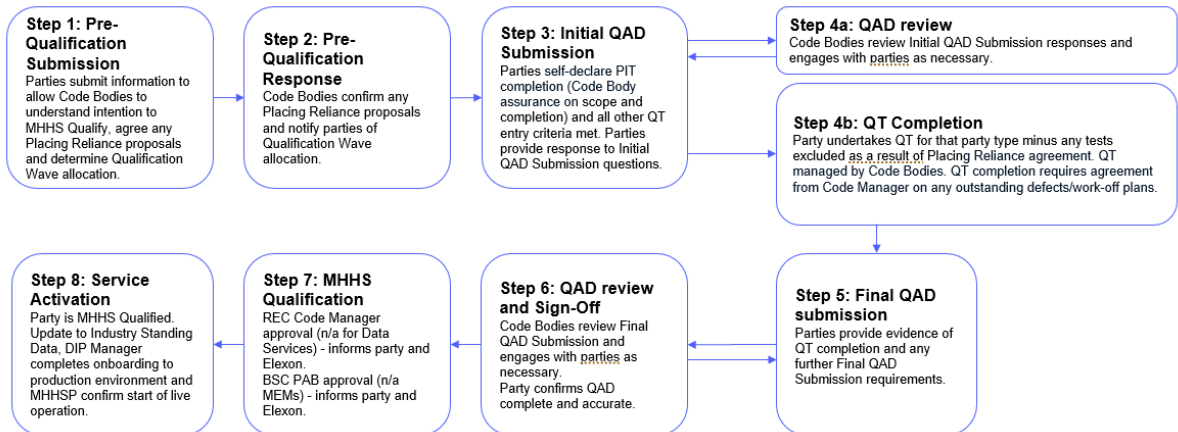 Step 1: Pre-
Qualification
Submission
Parties submit information to
allow Code Bodies to
understand intention to
MHHS Qualify, agree any
Placing Reliance proposals
and determine Qualification
Wave allocation.
Step 2: Pre-
Qualification
Response
Code Bodies confirm any
Placing Reliance proposals
and notify parties of
Qualification Wave
allocation.
Step 3: Initial QAD
Submission
Parties self-declare PIT
completion (Code Body
assurance on scope and
completion) and all other QT
entry criteria met. Parties
provide response to Initial
QAD Submission questions.
Step 4a: QAD review
Code Bodies review Initial QAD Submission responses and
engages with parties as necessary.
Step 4b: QT Completion
Party undertakes QT for that party type minus any tests
excluded as a result of Placing Reliance agreement. QT
managed by Code Bodies. QT completion requires agreement
from Code Manager on any outstanding defects/work-off plans.
Step 5: Final QAD
submission
Parties provide evidence of
QT completion and any
further Final QAD
Submission requirements.
Step 6: QAD review
and Sign-Off
Code Bodies review Final
QAD Submission and
engages with parties as
necessary.
Party confirms QAD
complete and accurate.
Step 7: MHHS
Qualification
REC Code Manager
approval (n/a for Data
Services) - informs party and
Elexon.
BSC PAB approval (n/a
MEMs) - informs party and
Elexon.
Step 8: Service
Activation
Party is MHHS Qualified.
Update to Industry Standing
Data, DIP Manager
completes onboarding to
production environment and
MHHSP confirm start of live
operation.